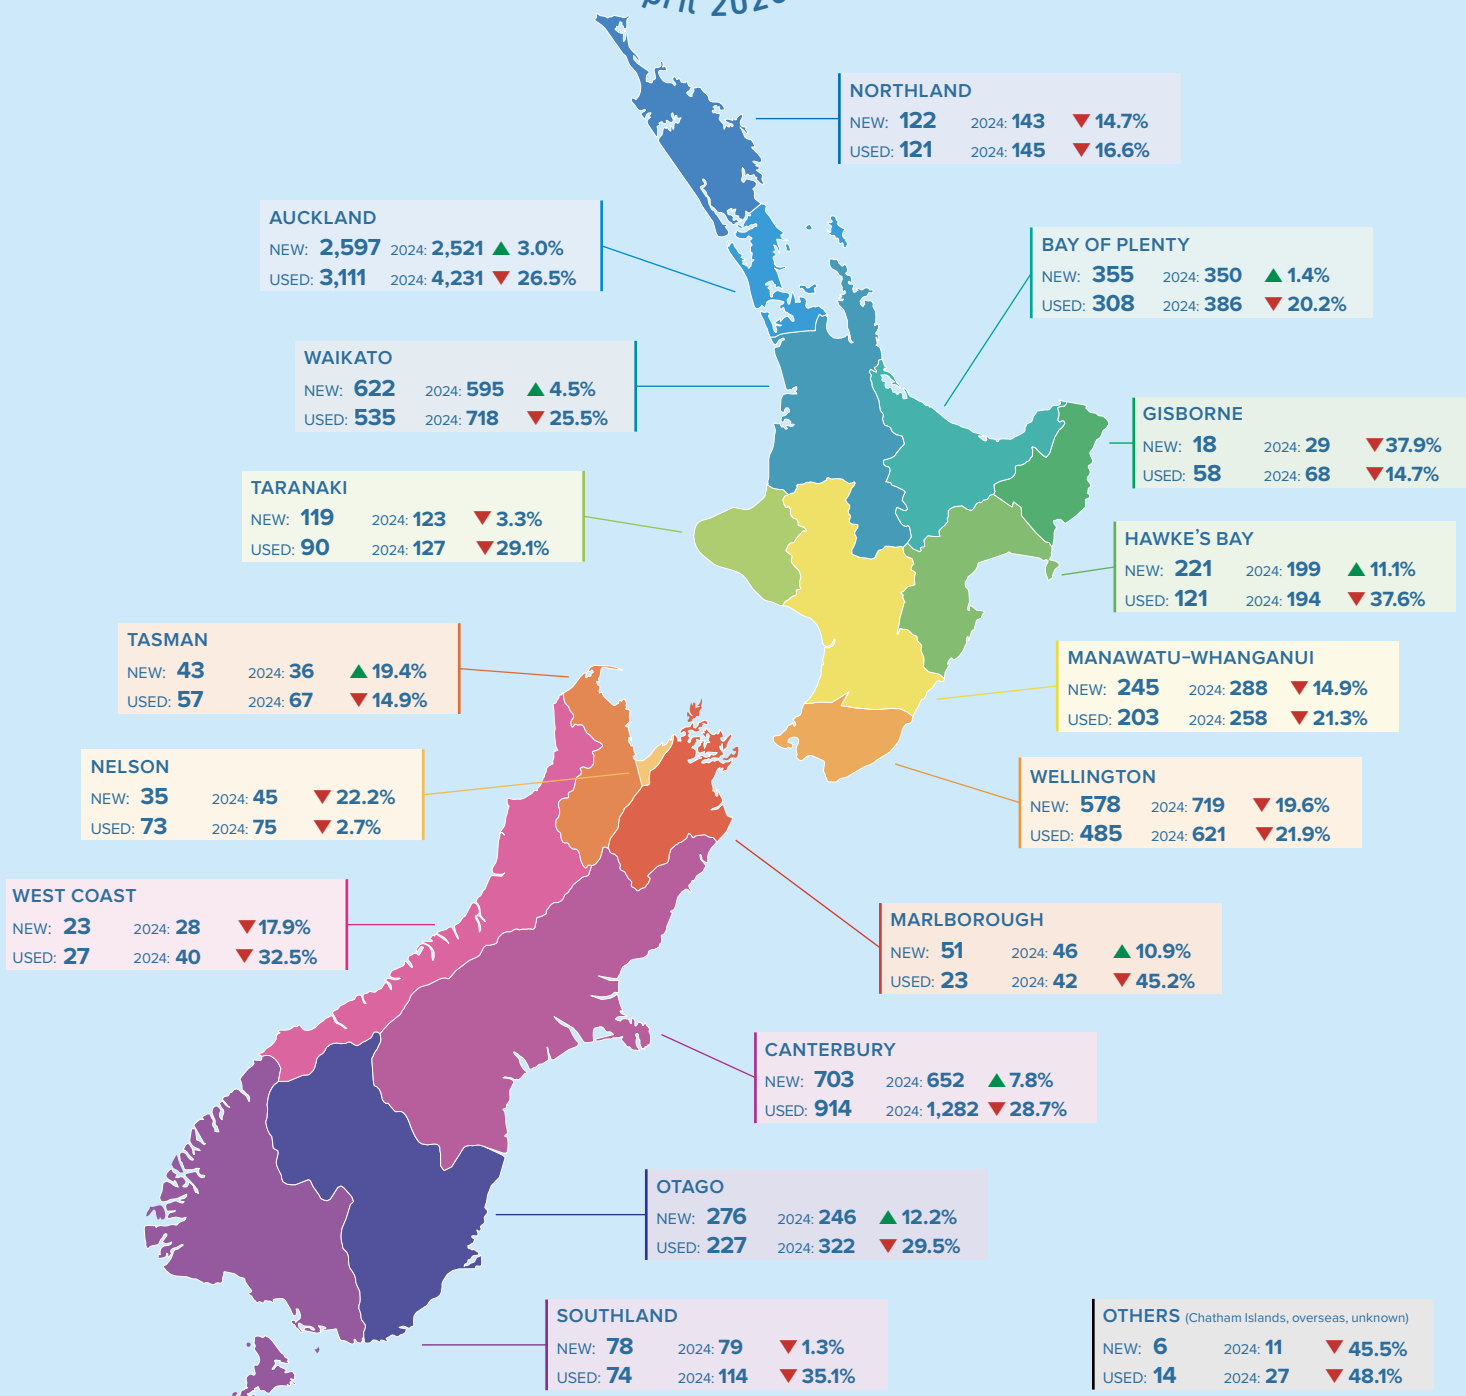 NORTHLAND
NEW: 122 2024: 143 ▼ 14.7%
USED: 121 2024: 145 ▼ 16.6%
AUCKLAND
NEW: 2,597 2024: 2,521 ▲ 3.0%
USED: 3,111 2024: 4,231 ▼ 26.5%
BAY OF PLENTY
NEW: 355 2024: 350 ▲ 1.4%
USED: 308 2024: 386 ▼ 20.2%
WAIKATO
NEW: 622 2024: 595 ▲ 4.5%
USED: 535 2024: 718 ▼ 25.5%
GISBORNE
NEW: 18 2024: 29 ▼ 37.9%
USED: 58 2024: 68 ▼ 14.7%
TARANAKI
NEW: 119 2024: 123 ▼ 3.3%
USED: 90 2024: 127 ▼ 29.1%
HAWKE'S BAY
NEW: 221 2024: 199 ▲ 11.1%
USED: 121 2024: 194 ▼ 37.6%
TASMAN
NEW: 43 2024: 36 ▲ 19.4%
USED: 57 2024: 67 ▼ 14.9%
MANAWATU-WHANGANUI
NEW: 245 2024: 288 ▼ 14.9%
USED: 203 2024: 258 ▼ 21.3%
NELSON
NEW: 35 2024: 45 ▼ 22.2%
USED: 73 2024: 75 ▼ 2.7%
WELLINGTON
NEW: 578 2024: 719 ▼ 19.6%
USED: 485 2024: 621 ▼ 21.9%
WEST COAST
NEW: 23 2024: 28 ▼ 17.9%
USED: 27 2024: 40 ▼ 32.5%
MARLBOROUGH
NEW: 51 2024: 46 ▲ 10.9%
USED: 23 2024: 42 ▼ 45.2%
CANTERBURY
NEW: 703 2024: 652 ▲ 7.8%
USED: 914 2024: 1,282 ▼ 28.7%
OTAGO
NEW: 276 2024: 246 ▲ 12.2%
USED: 227 2024: 322 ▼ 29.5%
SOUTHLAND
NEW: 78 2024: 79 ▼ 1.3%
USED: 74 2024: 114 ▼ 35.1%
OTHERS (Chatham Islands, overseas, unknown)
NEW: 6 2024: 11 ▼ 45.5%
USED: 14 2024: 27 ▼ 48.1%